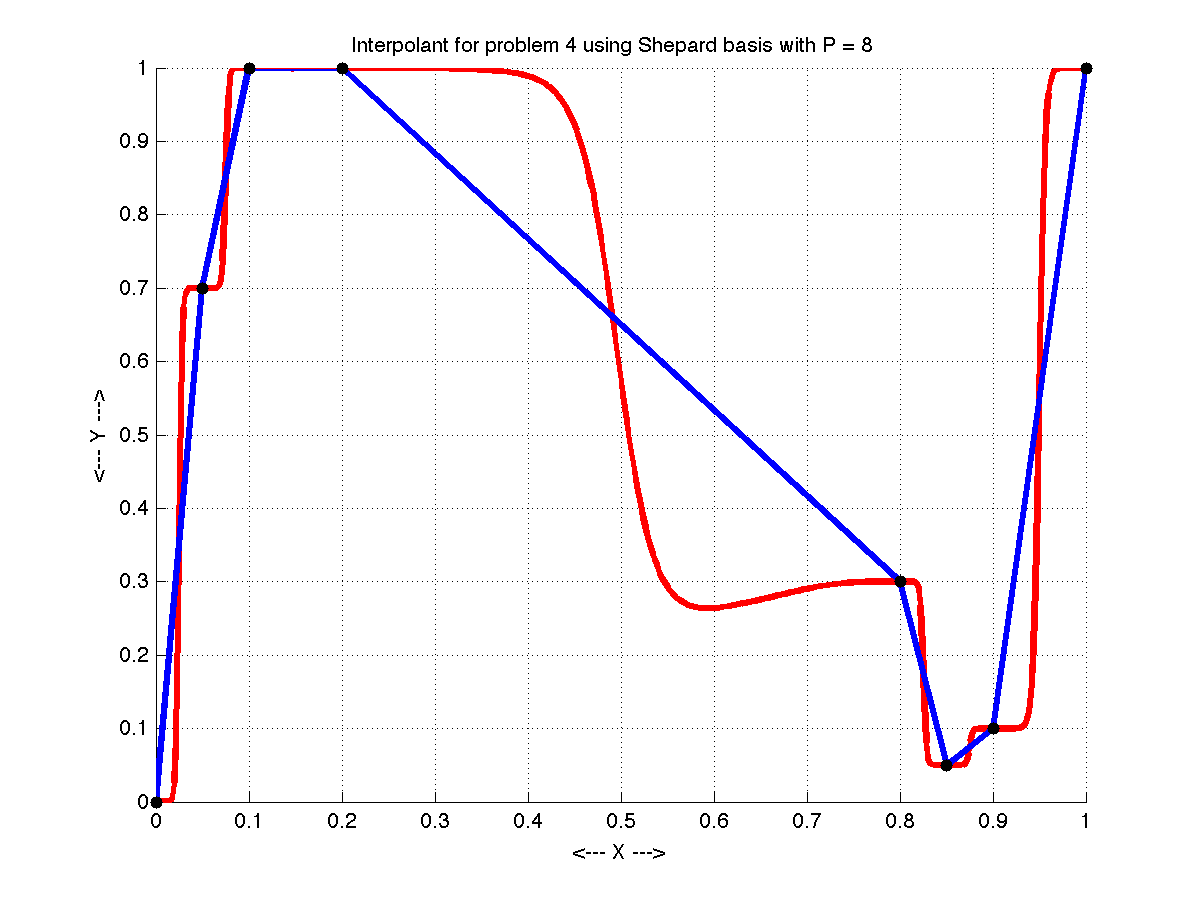 Interpolant for problem 4 using Shepard basis with P = 8
1
0.9
0.8
0.7
0.6
0.5
0.4
0.3
0.2
0.1
0
<--- Y --->
0 0.1 0.2 0.3 0.4 0.5 0.6 0.7 0.8 0.9 1
<--- X --->